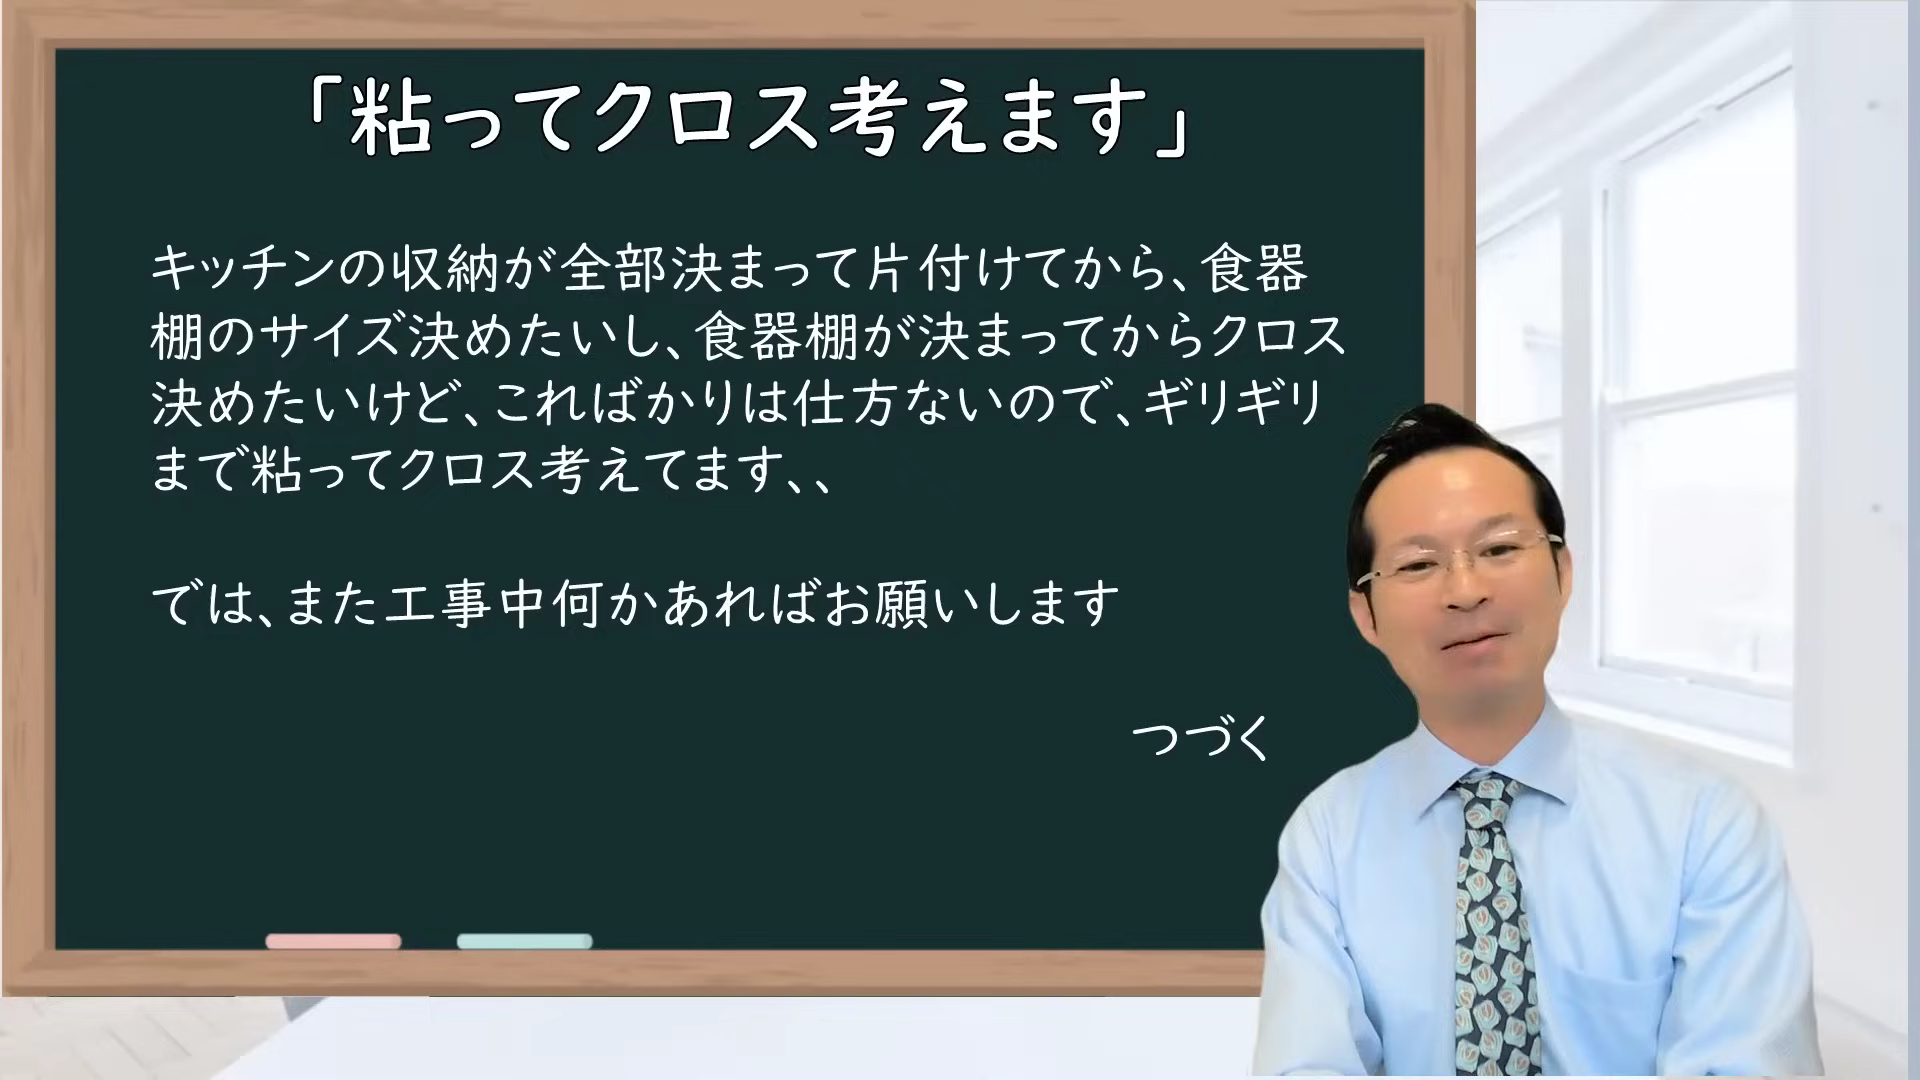 「粘ってクロス考えます」
キッチンの収納が全部決まって片付けてから、食器
棚のサイズ決めたいし、食器棚が決まってからクロス
決めたいけど、こればかりは仕方ないので、ギリギリ
まで粘ってクロス考えてます、、
では、また工事中何かあればお願いします
つづく